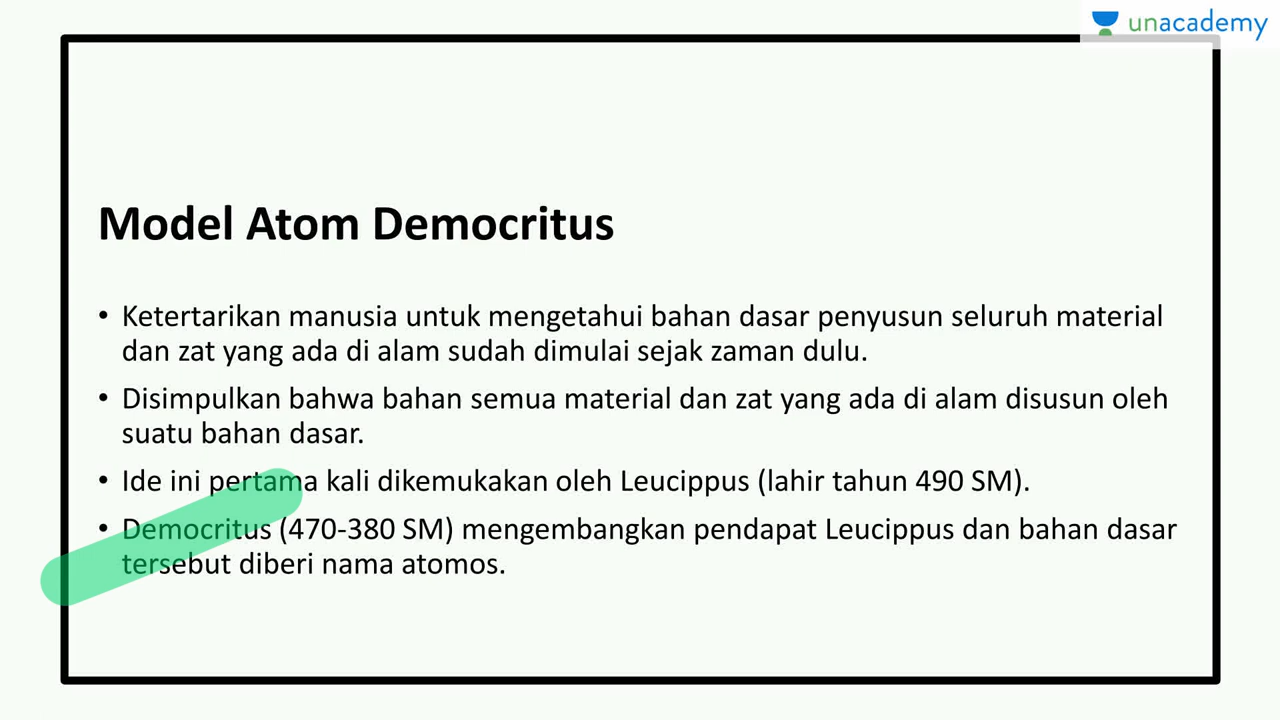 unacademy
Model Atom Democritus
• Ketertarikan manusia untuk mengetahui bahan dasar penyusun seluruh material
dan zat yang ada di alam sudah dimulai sejak zaman dulu.
• Disimpulkan bahwa bahan semua material dan zat yang ada di alam disusun oleh
suatu bahan dasar.
• Ide ini pertama kali dikemukakan oleh Leucippus (lahir tahun 490 SM).
• Democritus (470-380 SM) mengembangkan pendapat Leucippus dan bahan dasar
tersebut diberi nama atomos.